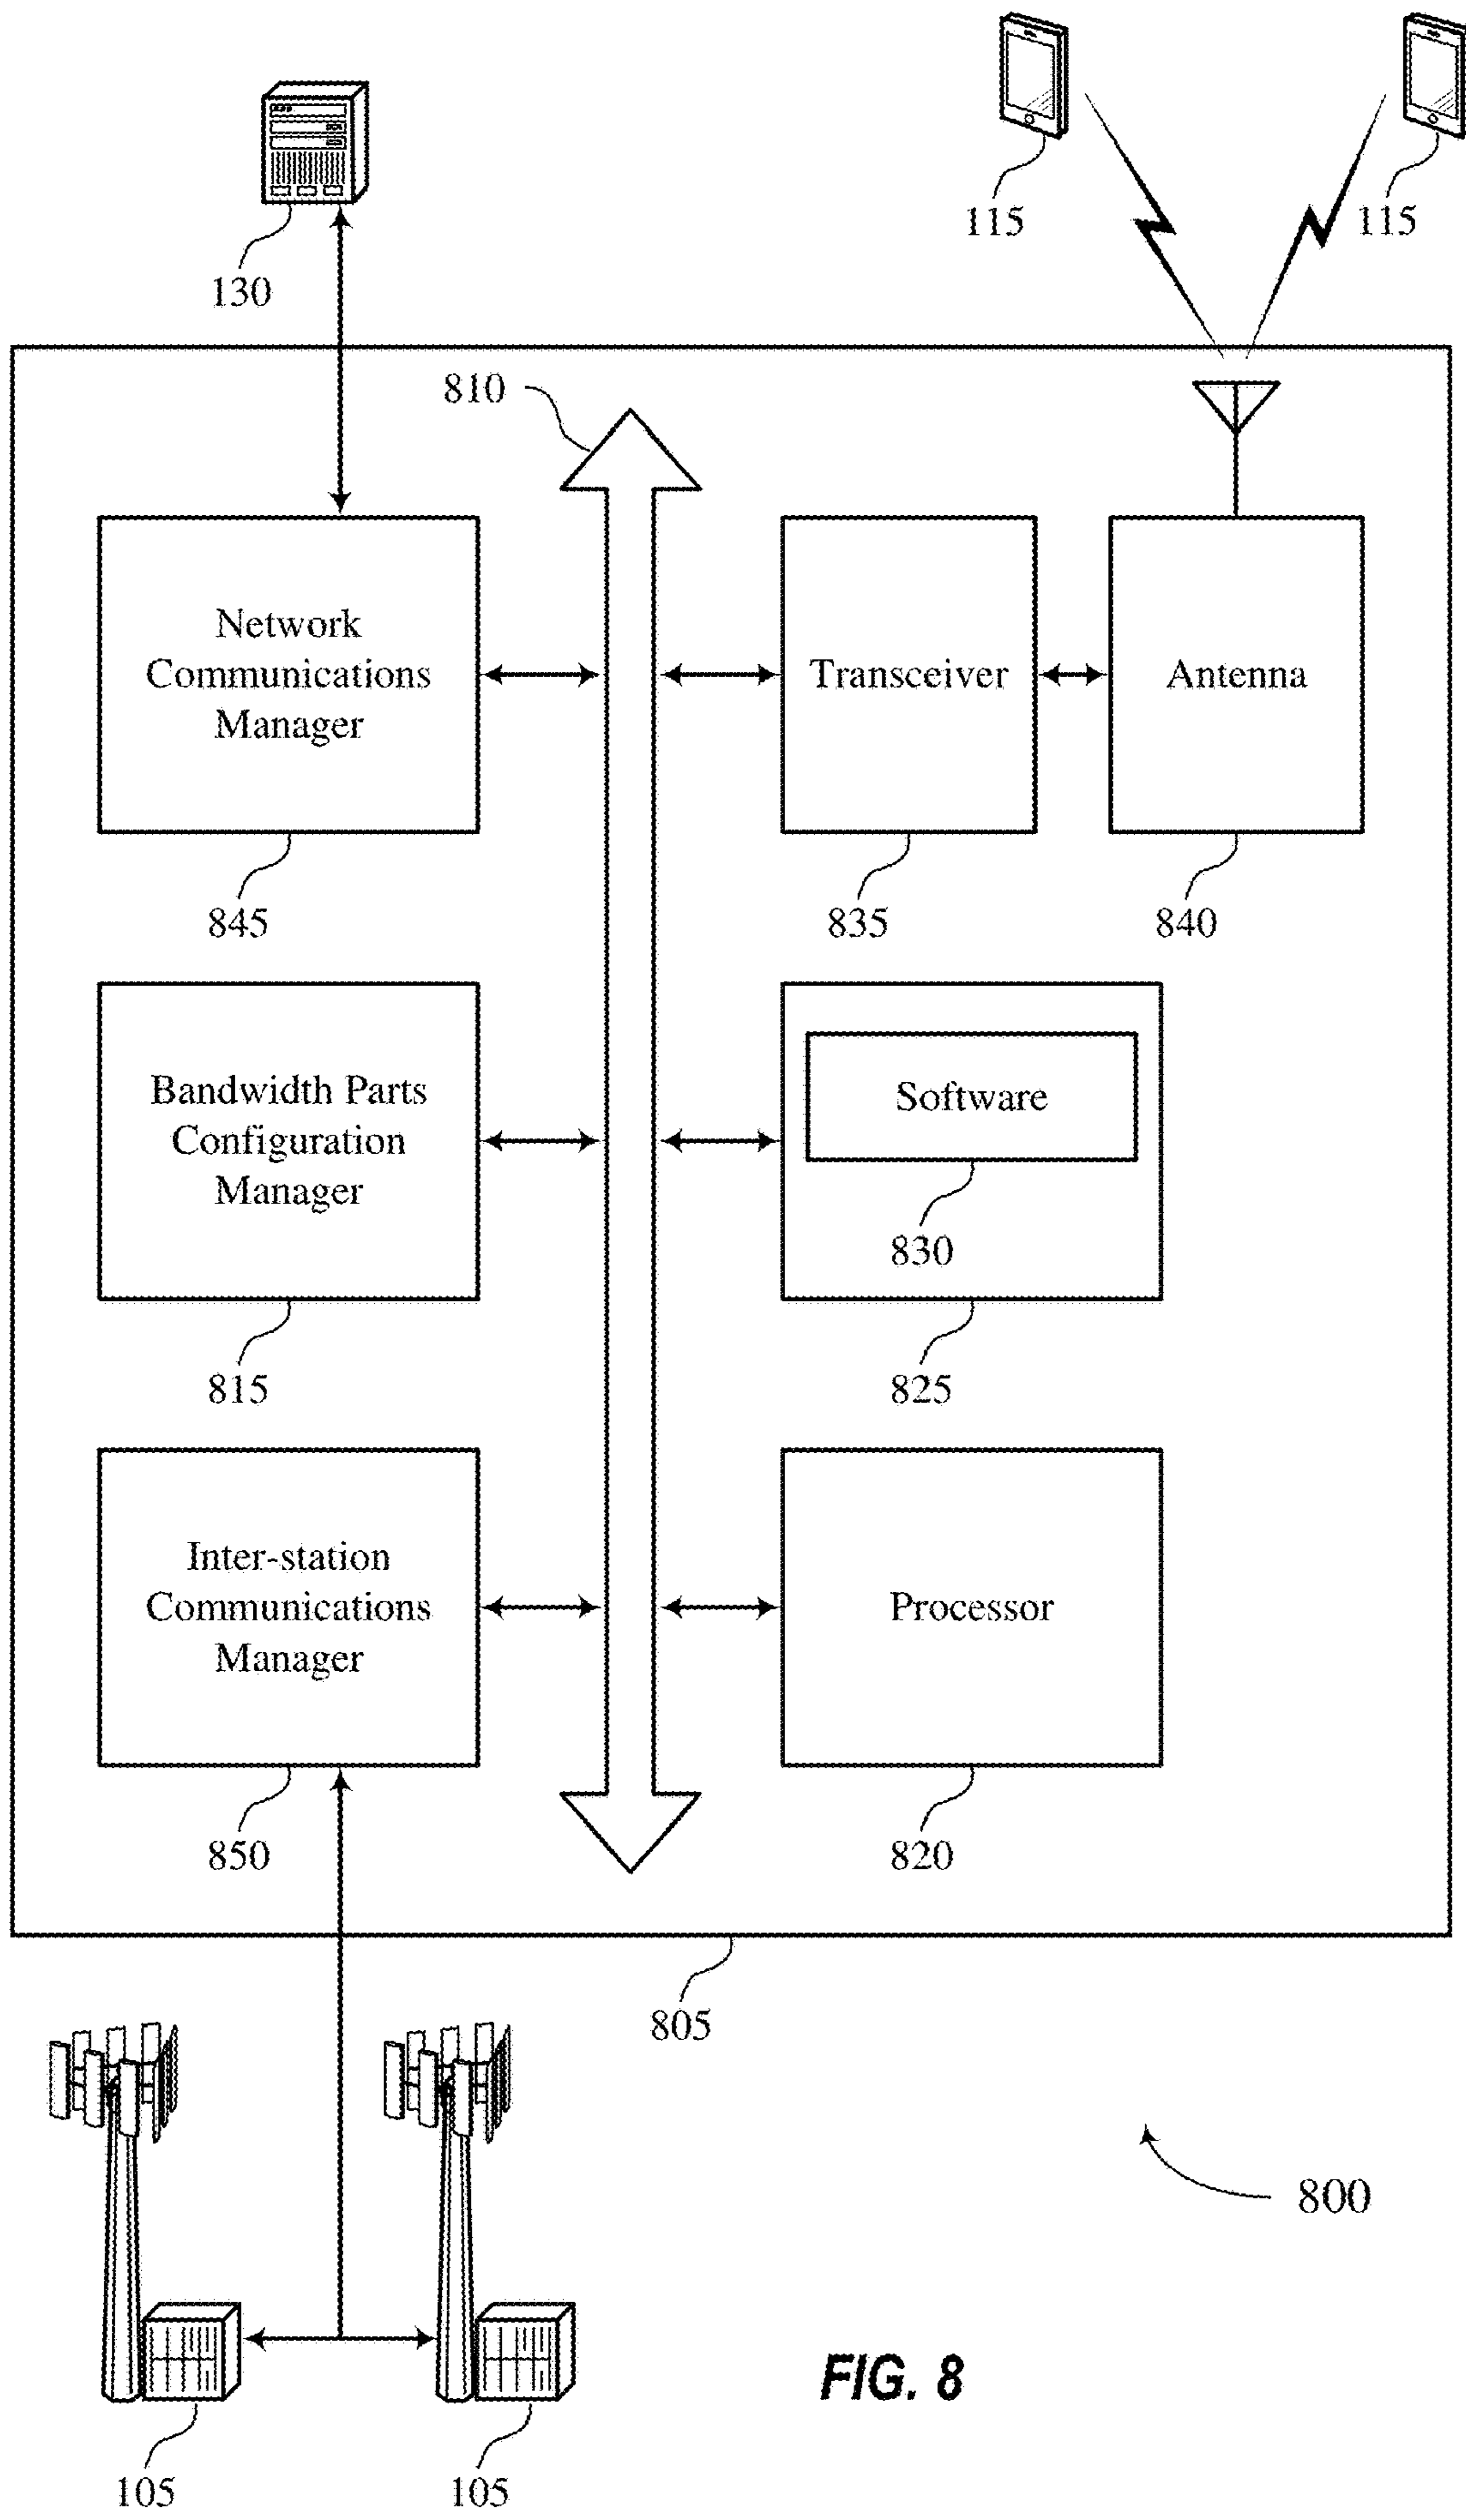 115
115
130
810
Network
Communications
Manager
Transceiver
Antenna
845
835
840
Bandwidth Parts
Configuration
Manager
Software
830
815
825
Inter-station
Communications
Manager
Processor
850
820
805
800
FIG. 8
105
105